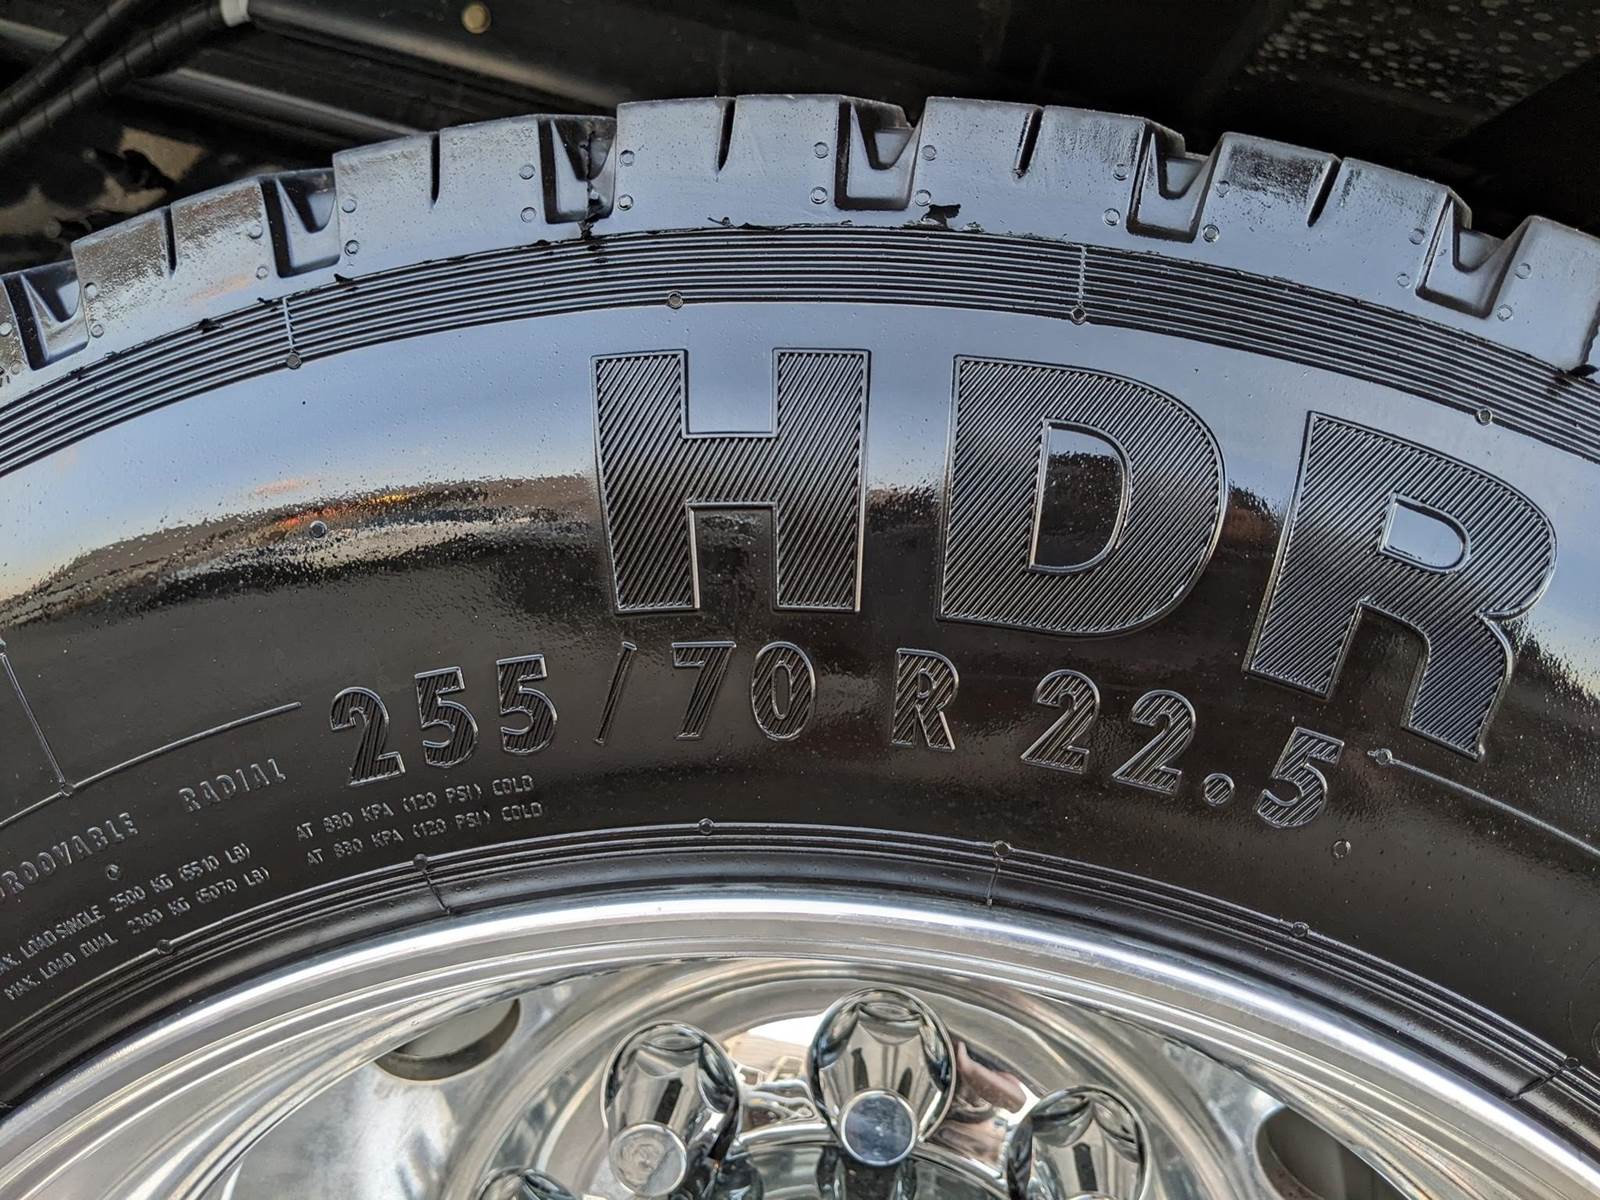 HDR
255/70 R 22.5
RADIAL
MAX. LOAD SINGLE 2500 KG (5510 LB) AT 830 KPA (120 PSI) COLD
MAX. LOAD DUAL 2300 KG (5070 LB) AT 830 KPA (120 PSI) COLD